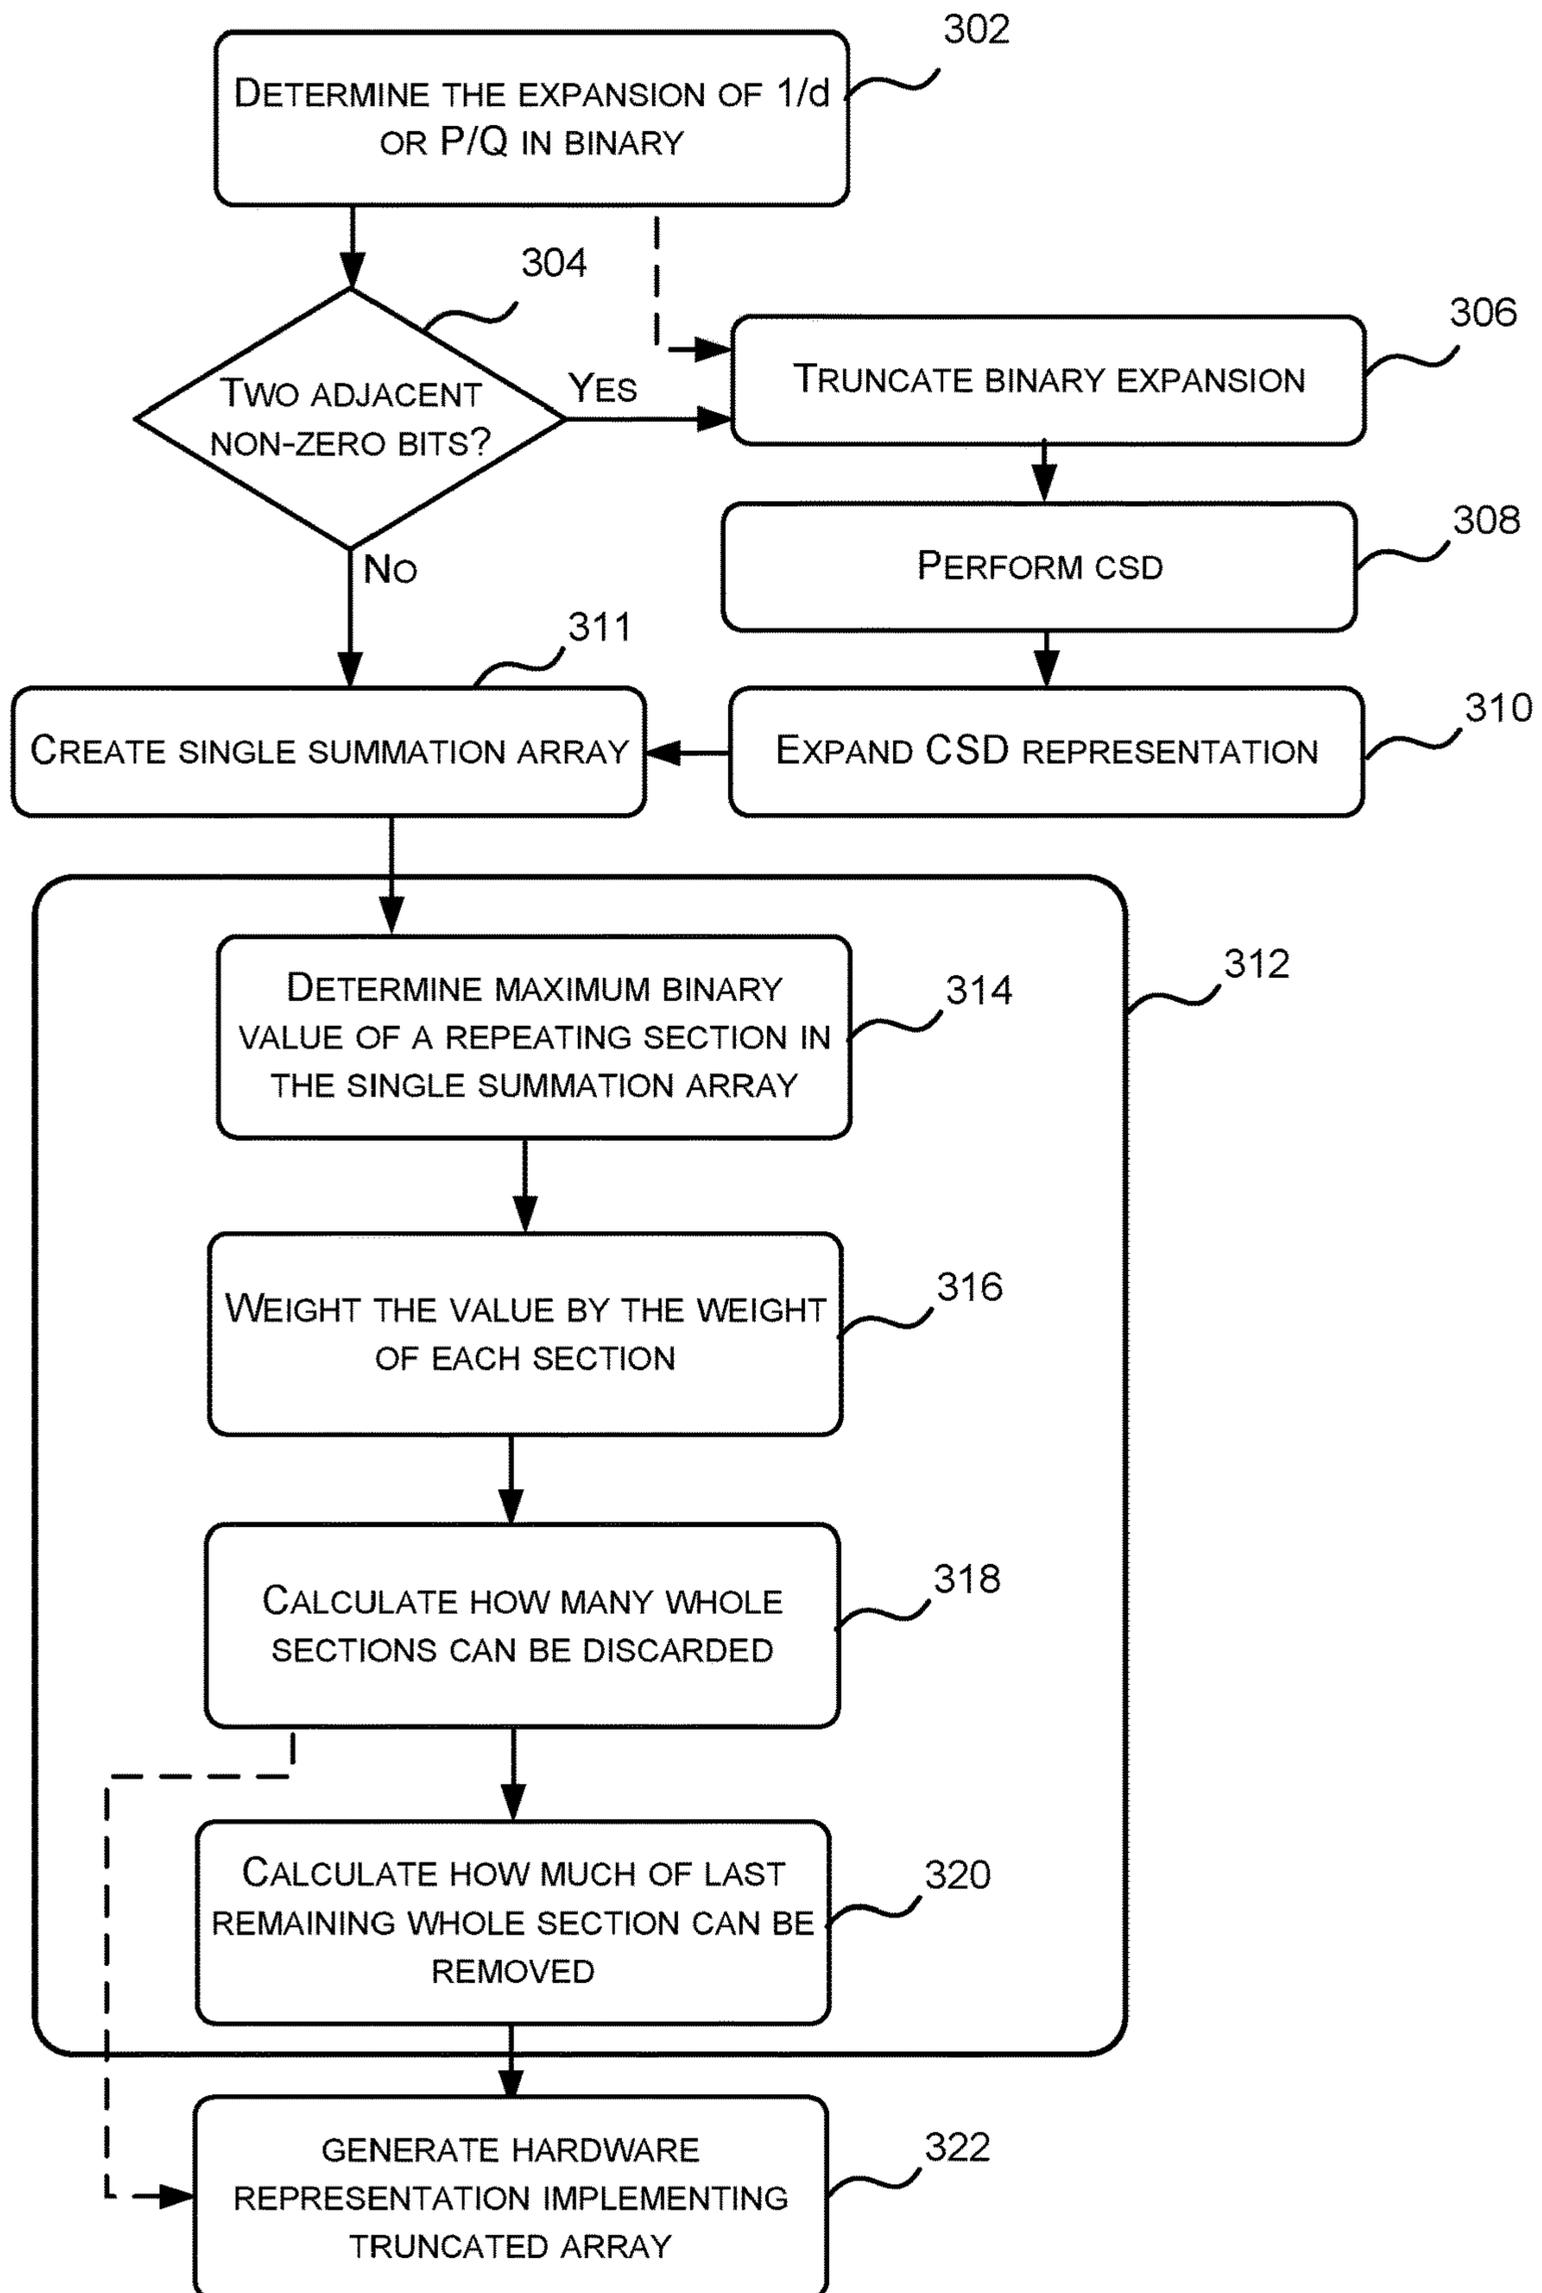 302
DETERMINE THE EXPANSION OF 1/d
OR P/Q IN BINARY
304
TWO ADJACENT
NON-ZERO BITS?
YES
NO
306
TRUNCATE BINARY EXPANSION
308
PERFORM CSD
310
EXPAND CSD REPRESENTATION
311
CREATE SINGLE SUMMATION ARRAY
312
DETERMINE MAXIMUM BINARY
VALUE OF A REPEATING SECTION IN
THE SINGLE SUMMATION ARRAY
314
WEIGHT THE VALUE BY THE WEIGHT
OF EACH SECTION
316
CALCULATE HOW MANY WHOLE
SECTIONS CAN BE DISCARDED
318
CALCULATE HOW MUCH OF LAST
REMAINING WHOLE SECTION CAN BE
REMOVED
320
GENERATE HARDWARE
REPRESENTATION IMPLEMENTING
TRUNCATED ARRAY
322